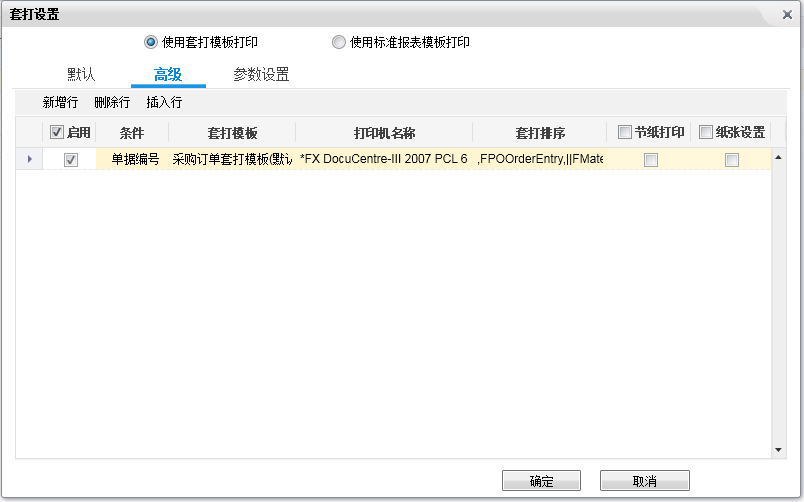 套打设置
使用套打模板打印 使用标准报表模板打印
默认 高级 参数设置
新增行 删除行 插入行
启用 条件 套打模板 打印机名称 套打排序 节纸打印 纸张设置
单据编号 采购订单套打模板(默认 *FX DocuCentre-III 2007 PCL 6 ,FPOOrderEntry,||FMate
确定 取消